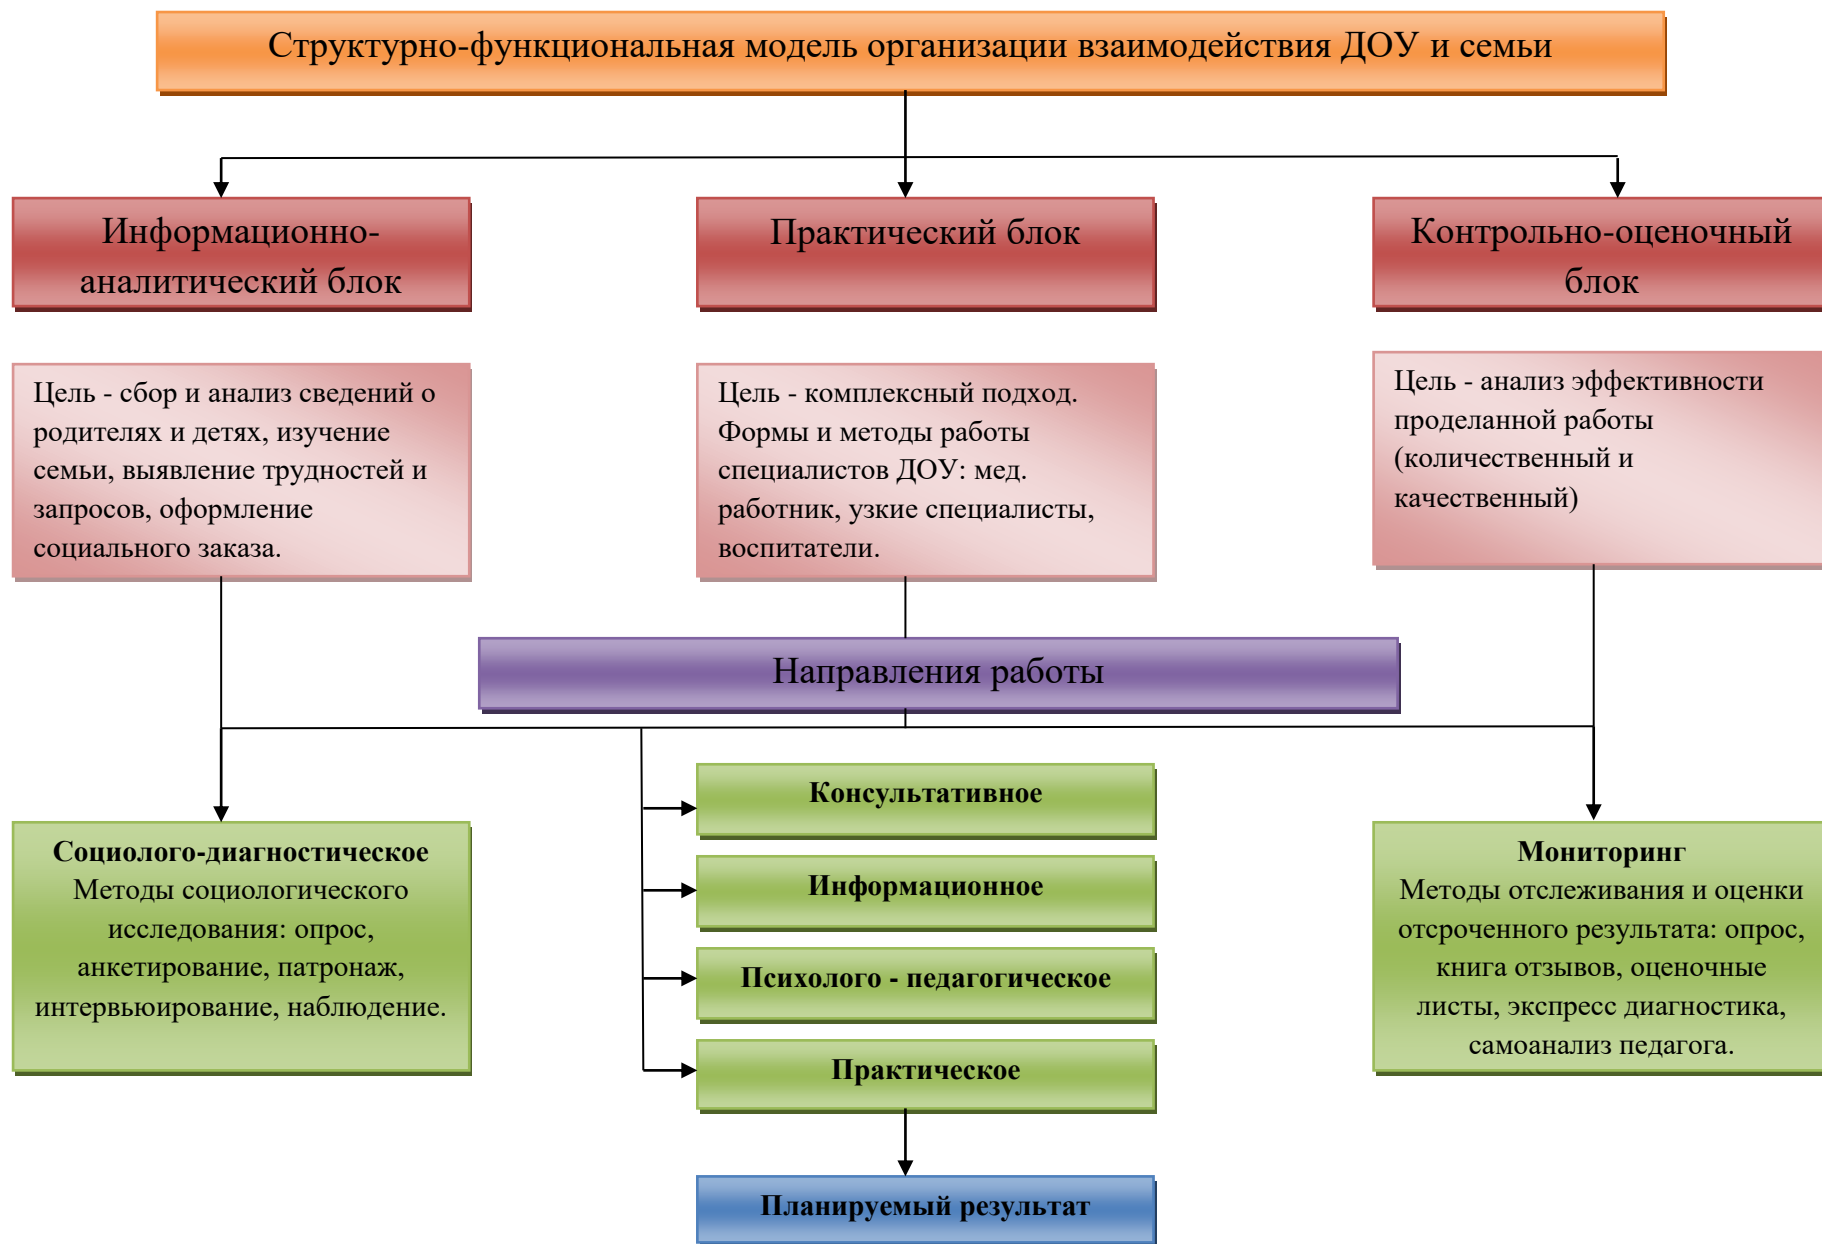 Структурно-функциональная модель организации взаимодействия ДОУ и семьи
Информационно-
аналитический блок
Практический блок
Контрольно-оценочный
блок
Цель - сбор и анализ сведений о
родителях и детях, изучение
семьи, выявление трудностей и
запросов, оформление
социального заказа.
Цель - комплексный подход.
Формы и методы работы
специалистов ДОУ: мед.
работник, узкие специалисты,
воспитатели.
Цель - анализ эффективности
проделанной работы
(количественный и
качественный)
Направления работы
Социолого-диагностическое
Методы социологического
исследования: опрос,
анкетирование, патронаж,
интервьюирование, наблюдение.
Консультативное
Информационное
Психолого - педагогическое
Практическое
Мониторинг
Методы отслеживания и оценки
отсроченного результата: опрос,
книга отзывов, оценочные
листы, экспресс диагностика,
самоанализ педагога.
Планируемый результат